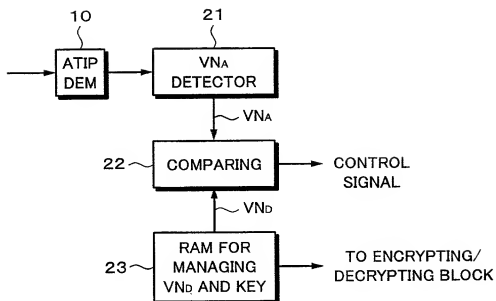 10
21
ATIP
DEM
VNA
DETECTOR
VNA
22
COMPARING
CONTROL
SIGNAL
VND
23
RAM FOR
MANAGING
VND AND KEY
TO ENCRYPTING/
DECRYPTING BLOCK